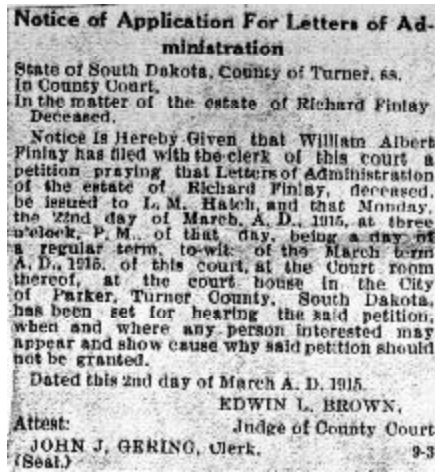 Notice of Application For Letters of Ad-
ministration
State of South Dakota, County of Turner, ss.
In County Court.
In the matter of the estate of Richard Finlay
Deceased.
Notice Is Hereby Given that William Albert
Finlay has filed with the clerk of this court a
petition praying that Letters of Administration
of the estate of Richard Finlay, deceased,
be issued to L. M. Hatch, and that Monday,
the 22nd day of March, A. D., 1915, at three
o'clock, P. M., of that day, being a day of
a regular term, to-wit: of the March term
A. D., 1915, of this court, at the Court room
thereof, at the court house in the City
of Parker, Turner County, South Dakota,
has been set for hearing the said petition,
when and where any person interested may
appear and show cause why said petition should
not be granted.
Dated this 2nd day of March A. D. 1915.
EDWIN L. BROWN,
Attest: Judge of County Court
JOHN J. GERING, Clerk. 9-3
(Seal.)